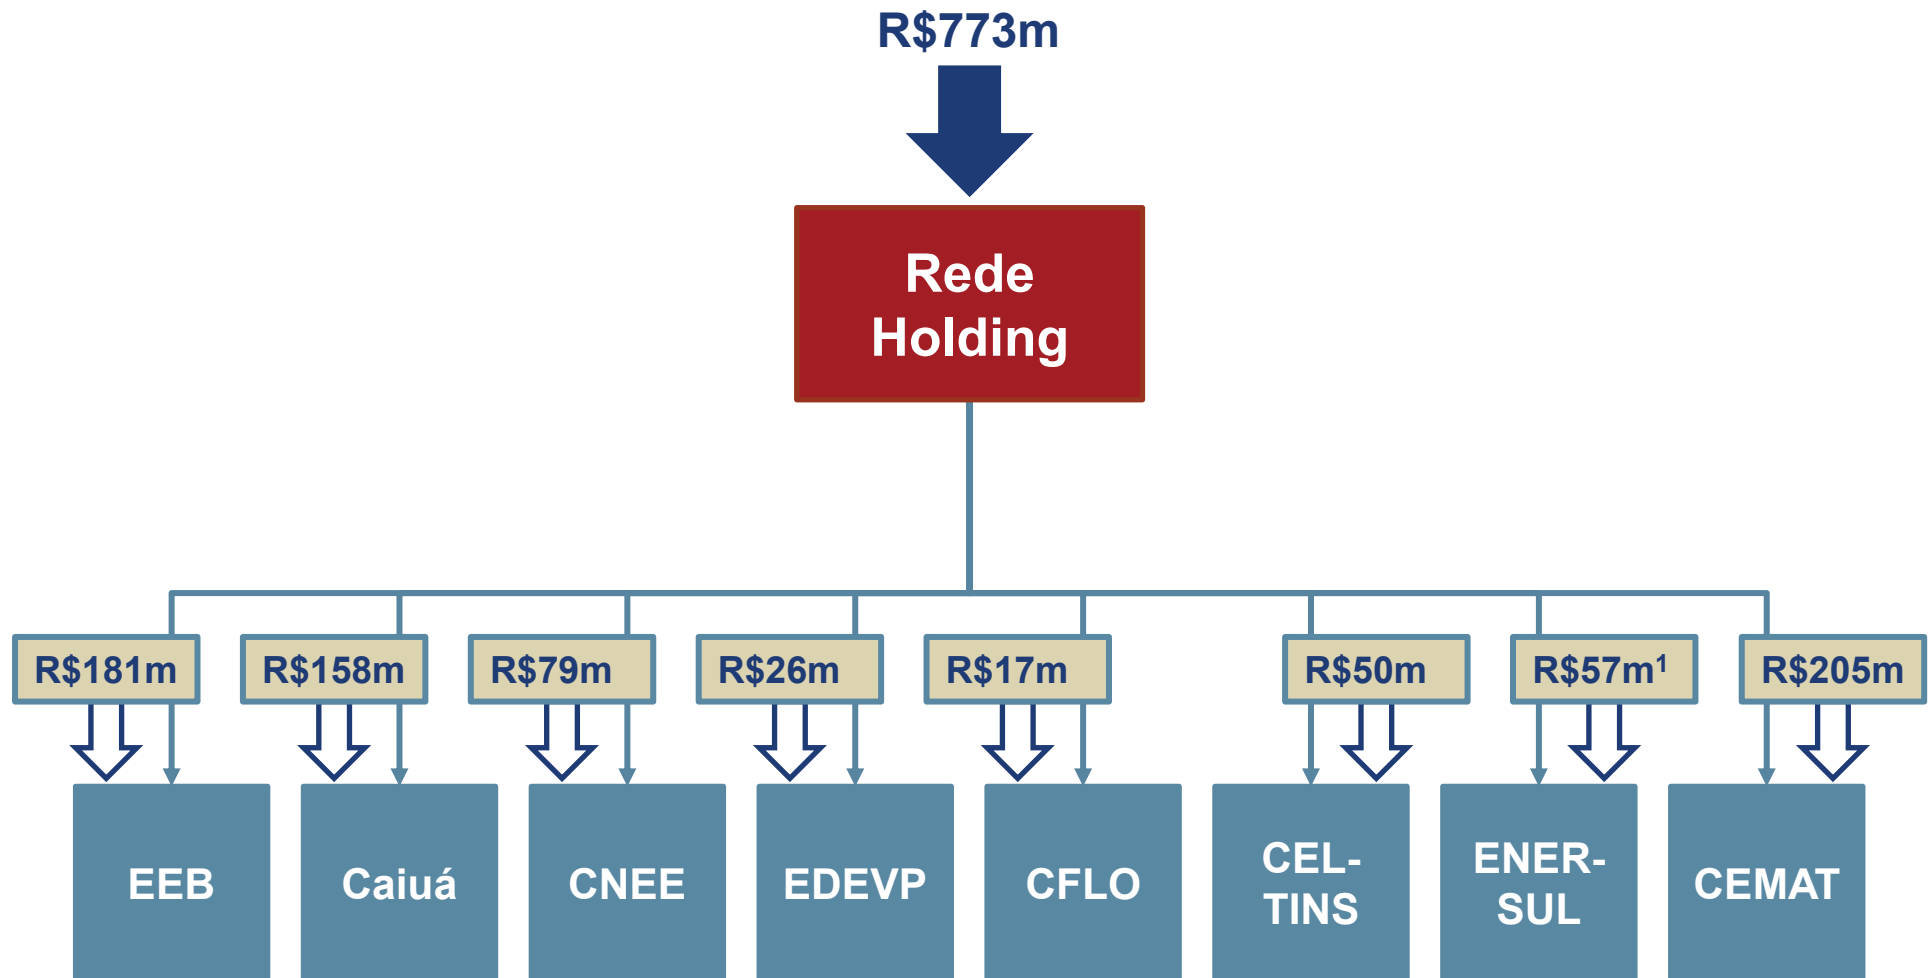 R$773m
Rede
Holding
R$181m
R$158m
R$79m
R$26m
R$17m
R$50m
R$57m¹
R$205m
EEB
Caiuá
CNEE
EDEVP
CFLO
CEL-
TINS
ENER-
SUL
CEMAT